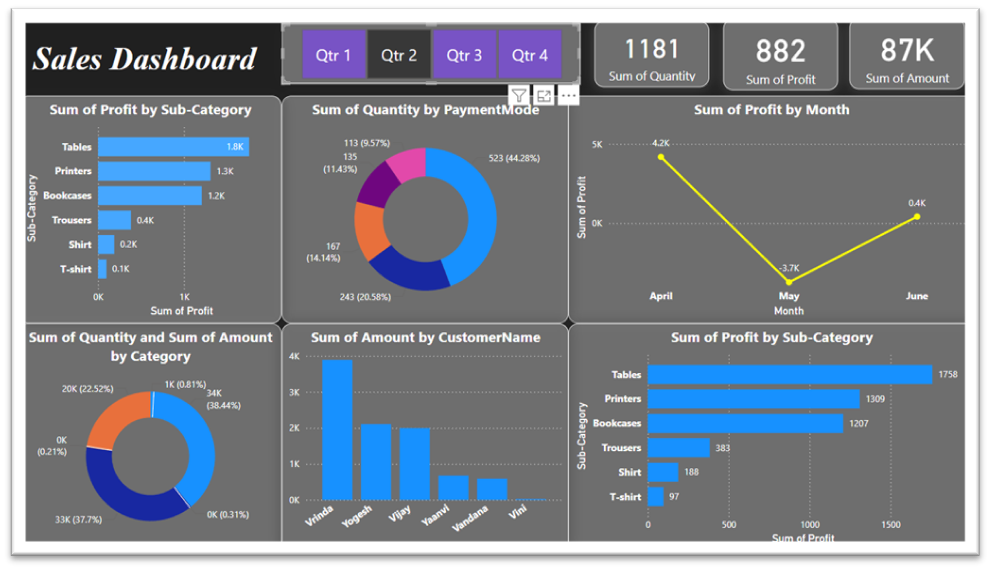 Sales Dashboard
Qtr 1
Qtr 2
Qtr 3
Qtr 4
1181
Sum of Quantity
882
Sum of Profit
87K
Sum of Amount
Sum of Profit by Sub-Category
Sub-Category
Tables
1.8K
Printers
1.3K
Bookcases
1.2K
Trousers
0.4K
Shirt
0.2K
T-shirt
0.1K
0K
1K
Sum of Profit
Sum of Quantity by PaymentMode
113 (9.57%)
135
(11.43%)
523 (44.28%)
167
(14.14%)
243 (20.58%)
Sum of Profit by Month
Sum of Profit
5K
0K
4.2K
-3.7K
0.4K
April
May
June
Month
Sum of Quantity and Sum of Amount
by Category
20K (22.52%)
1K (0.81%)
34K
(38.44%)
0K
(0.21%)
33K (37.7%)
0K (0.31%)
Sum of Amount by CustomerName
4K
3K
2K
1K
0K
Vrinda
Yogesh
Vijay
Yaanvi
Vandana
Vini
Sum of Profit by Sub-Category
Sub-Category
Tables
1758
Printers
1309
Bookcases
1207
Trousers
383
Shirt
188
T-shirt
97
0
500
1000
1500
Sum of Profit